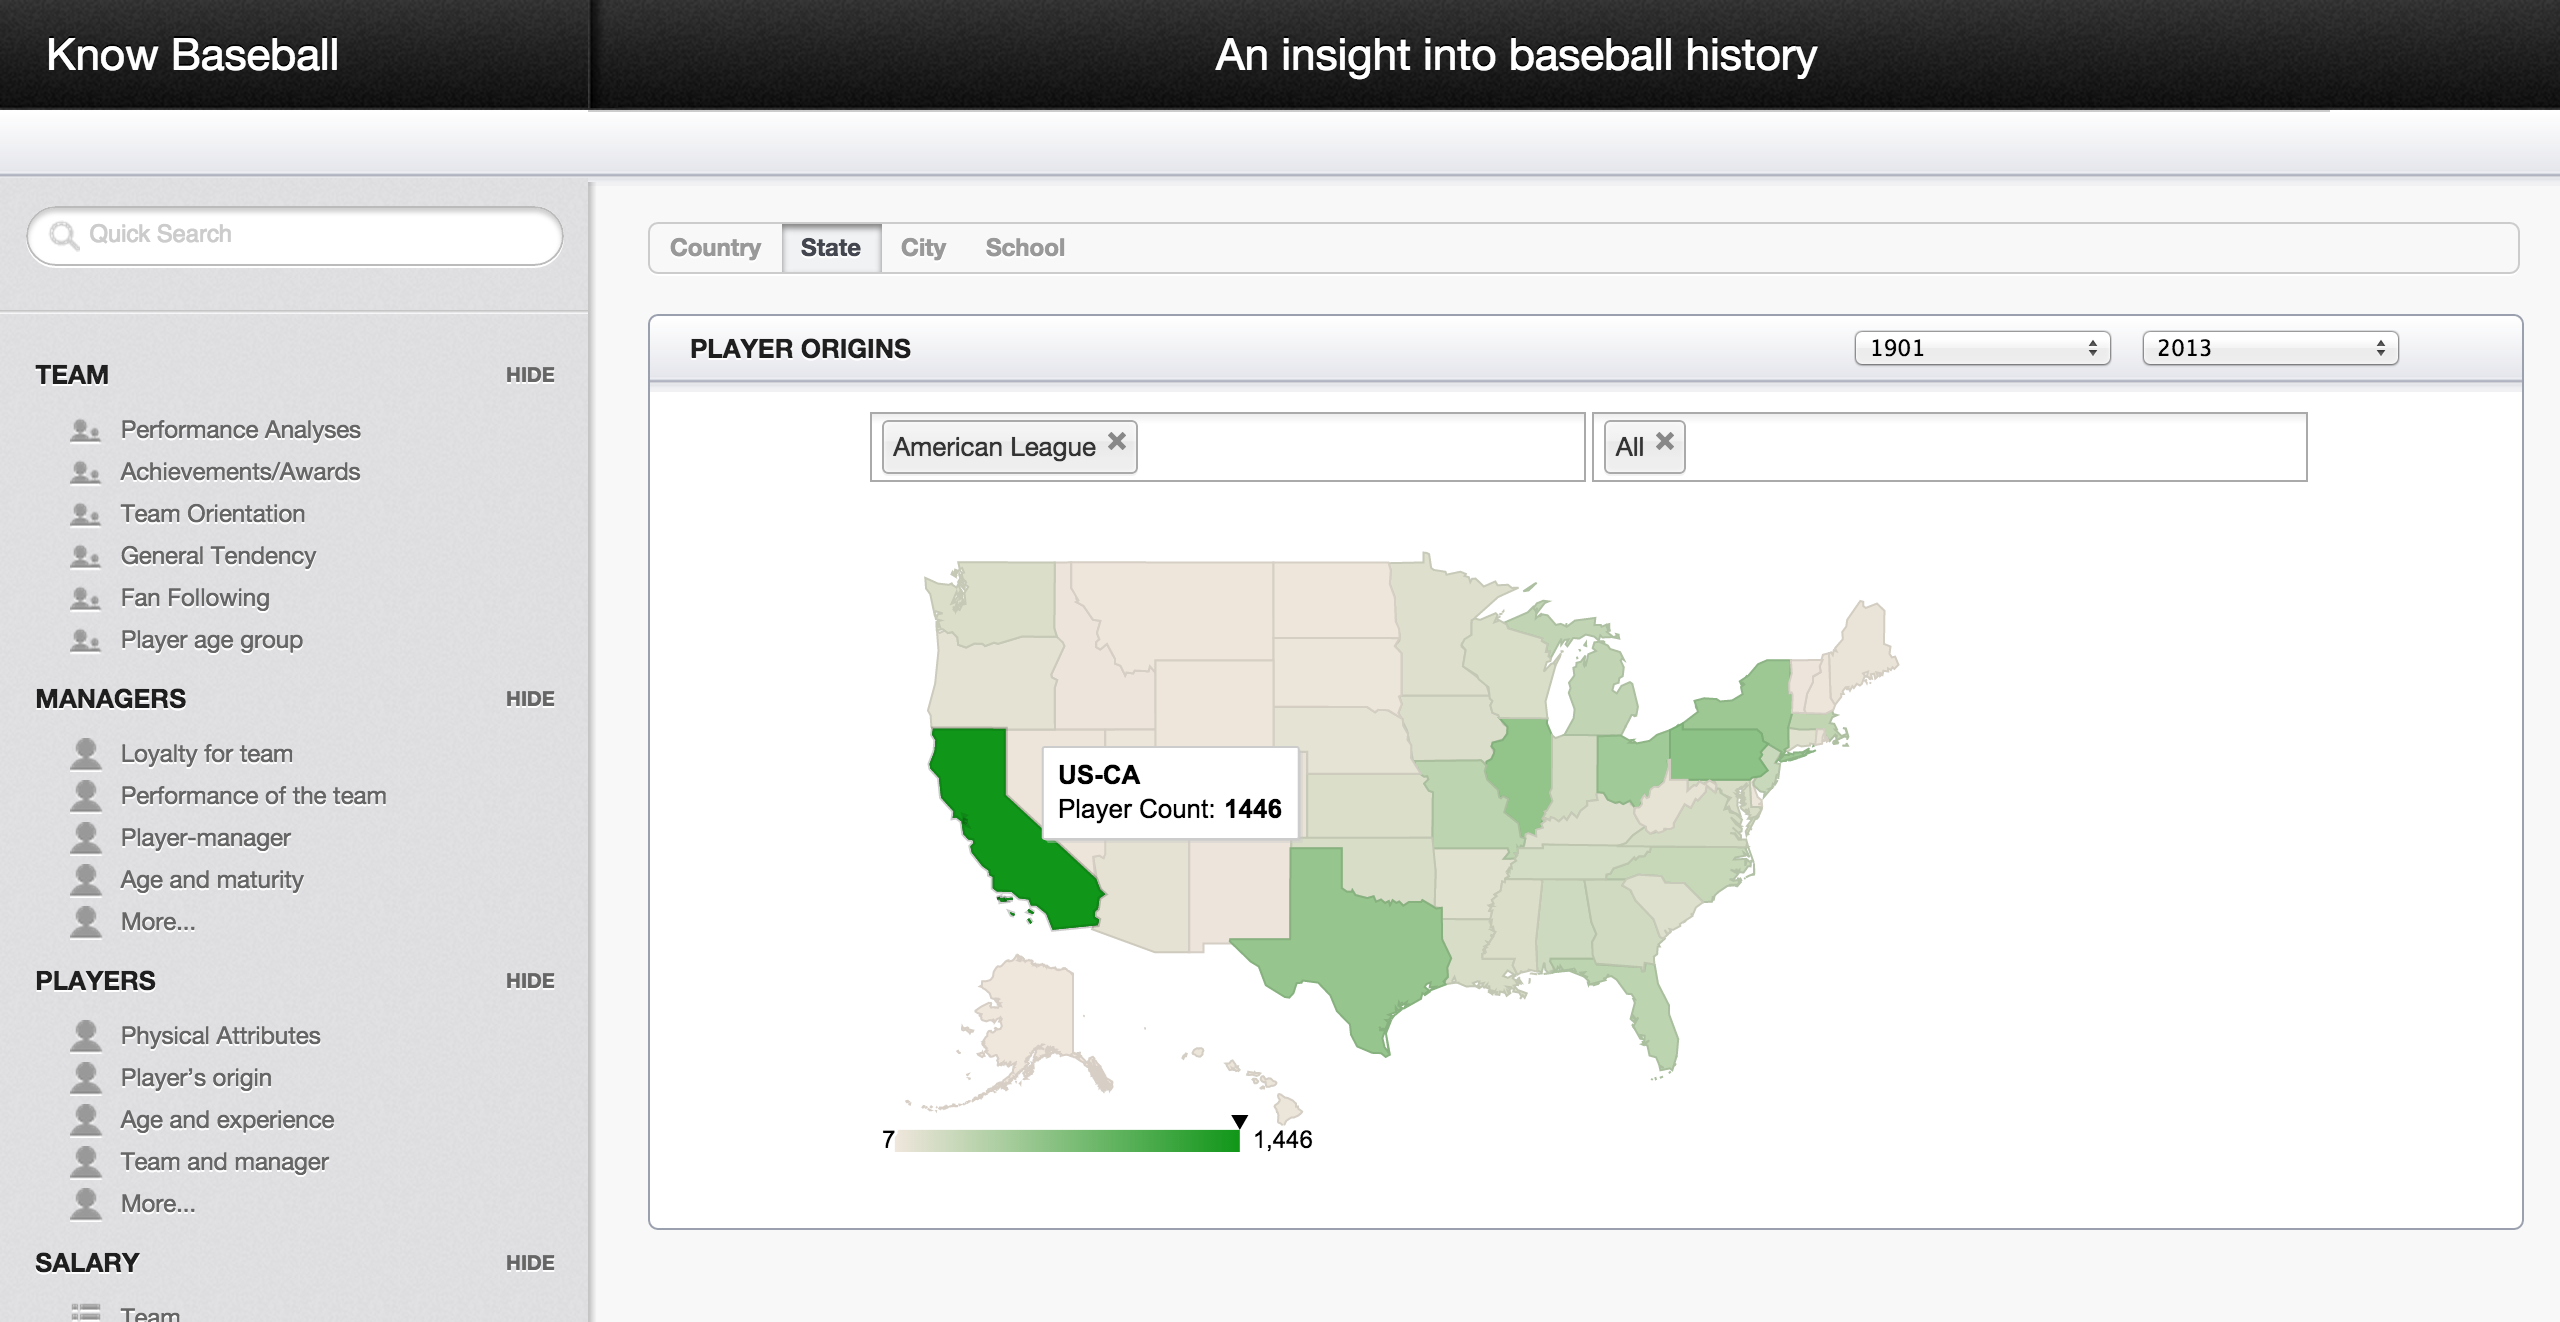 Know Baseball
An insight into baseball history
Quick Search
TEAM HIDE
Performance Analyses
Achievements/Awards
Team Orientation
General Tendency
Fan Following
Player age group
MANAGERS HIDE
Loyalty for team
Performance of the team
Player-manager
Age and maturity
More...
PLAYERS HIDE
Physical Attributes
Player’s origin
Age and experience
Team and manager
More...
SALARY HIDE
Team
Country State City School
PLAYER ORIGINS 1901 2013
American League All
US-CA
Player Count: 1446
7 1,446